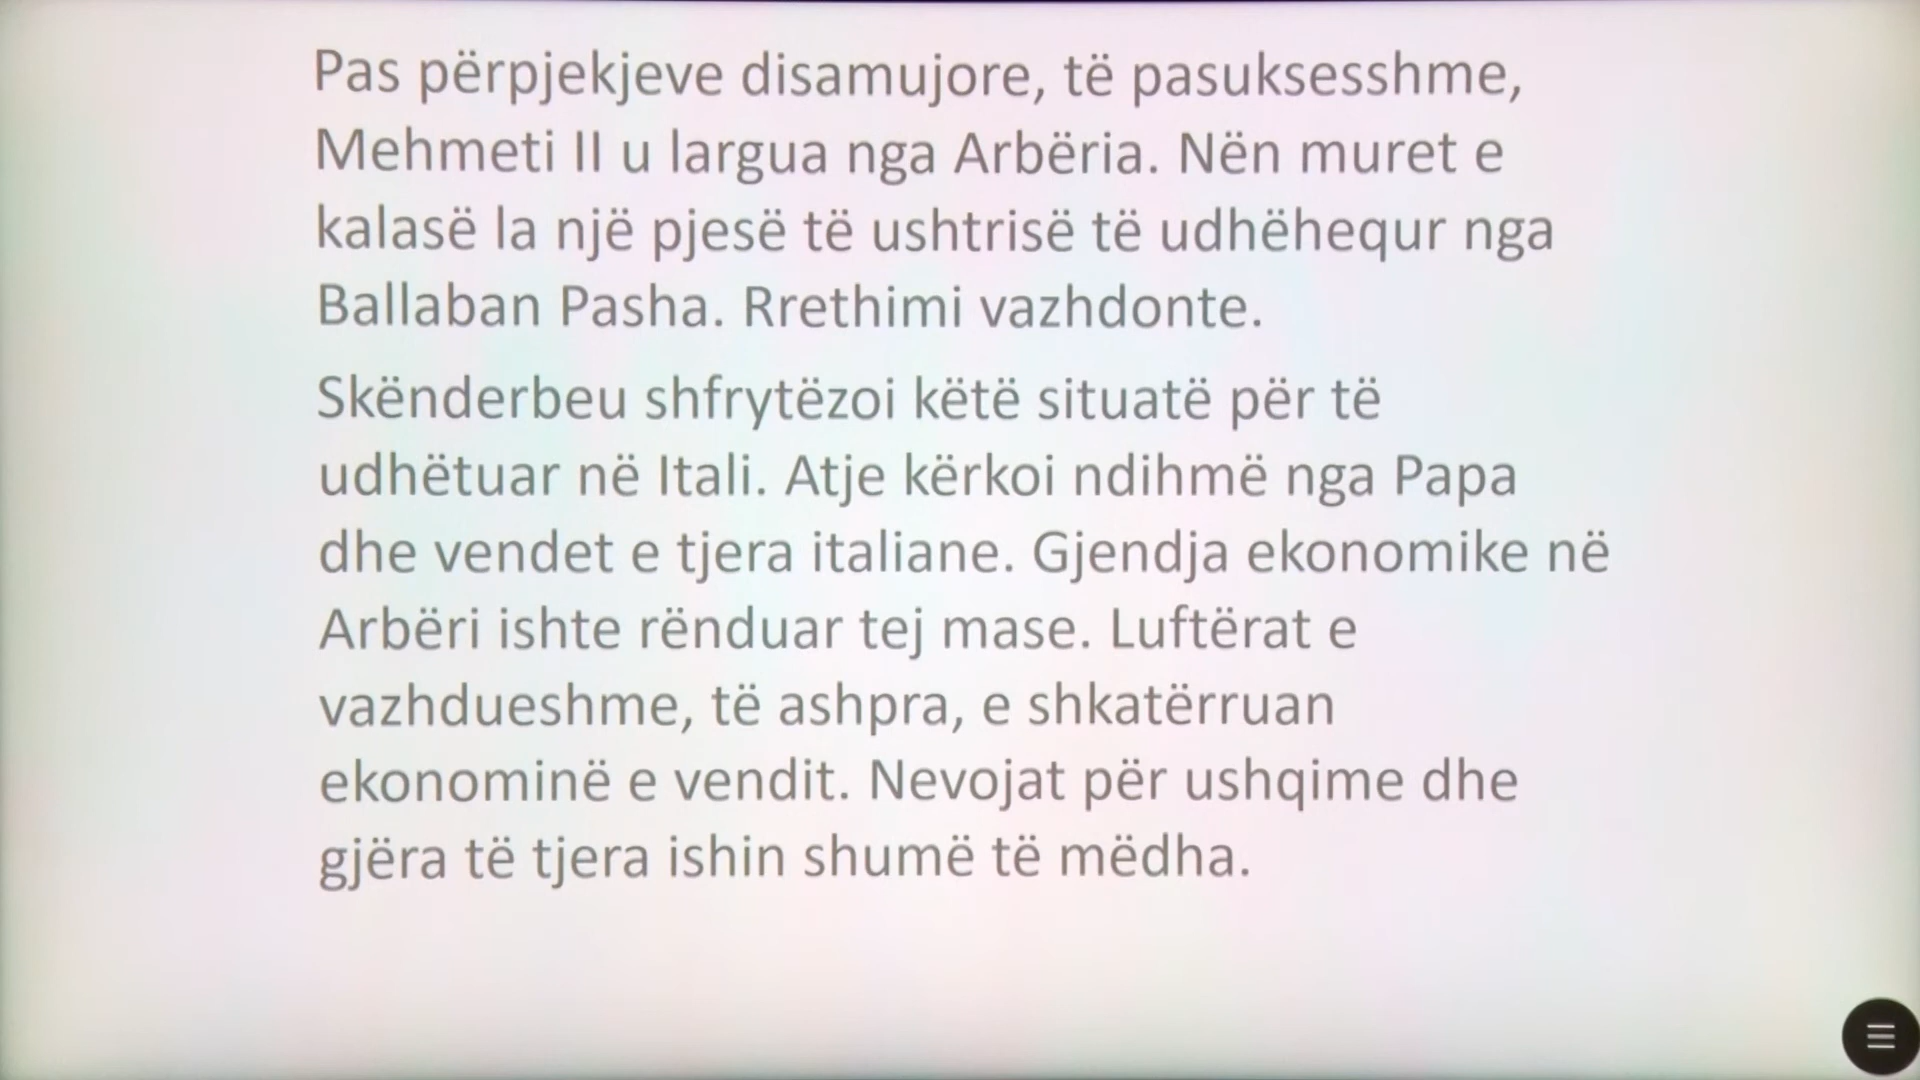 Pas përpjekjeve disamujore, të pasuksesshme,
Mehmeti II u largua nga Arbëria. Nën muret e
kalasë la një pjesë të ushtrisë të udhëhequr nga
Ballaban Pasha. Rrethimi vazhdonte.
Skënderbeu shfrytëzoi këtë situatë për të
udhëtuar në Itali. Atje kërkoi ndihmë nga Papa
dhe vendet e tjera italiane. Gjendja ekonomike në
Arbëri ishte rënduar tej mase. Luftërat e
vazhdueshme, të ashpra, e shkatërruan
ekonominë e vendit. Nevojat për ushqime dhe
gjëra të tjera ishin shumë të mëdha.